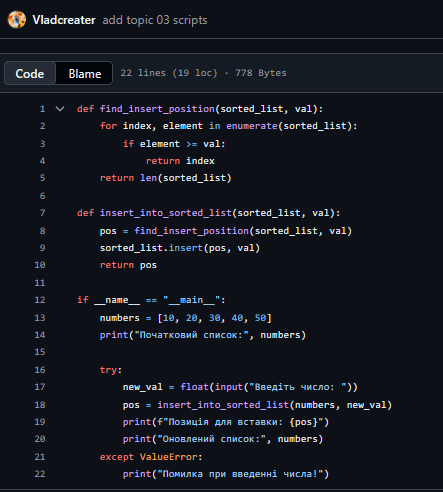 Vladcreater add topic 03 scripts
Code Blame 22 lines (19 loc) · 778 Bytes
1 def find_insert_position(sorted_list, val):
2     for index, element in enumerate(sorted_list):
3         if element >= val:
4             return index
5     return len(sorted_list)
6
7 def insert_into_sorted_list(sorted_list, val):
8     pos = find_insert_position(sorted_list, val)
9     sorted_list.insert(pos, val)
10     return pos
11
12 if __name__ == "__main__":
13     numbers = [10, 20, 30, 40, 50]
14     print("Початковий список:", numbers)
15
16     try:
17         new_val = float(input("Введіть число: "))
18         pos = insert_into_sorted_list(numbers, new_val)
19         print(f"Позиція для вставки: {pos}")
20         print("Оновлений список:", numbers)
21     except ValueError:
22         print("Помилка при введенні числа!")